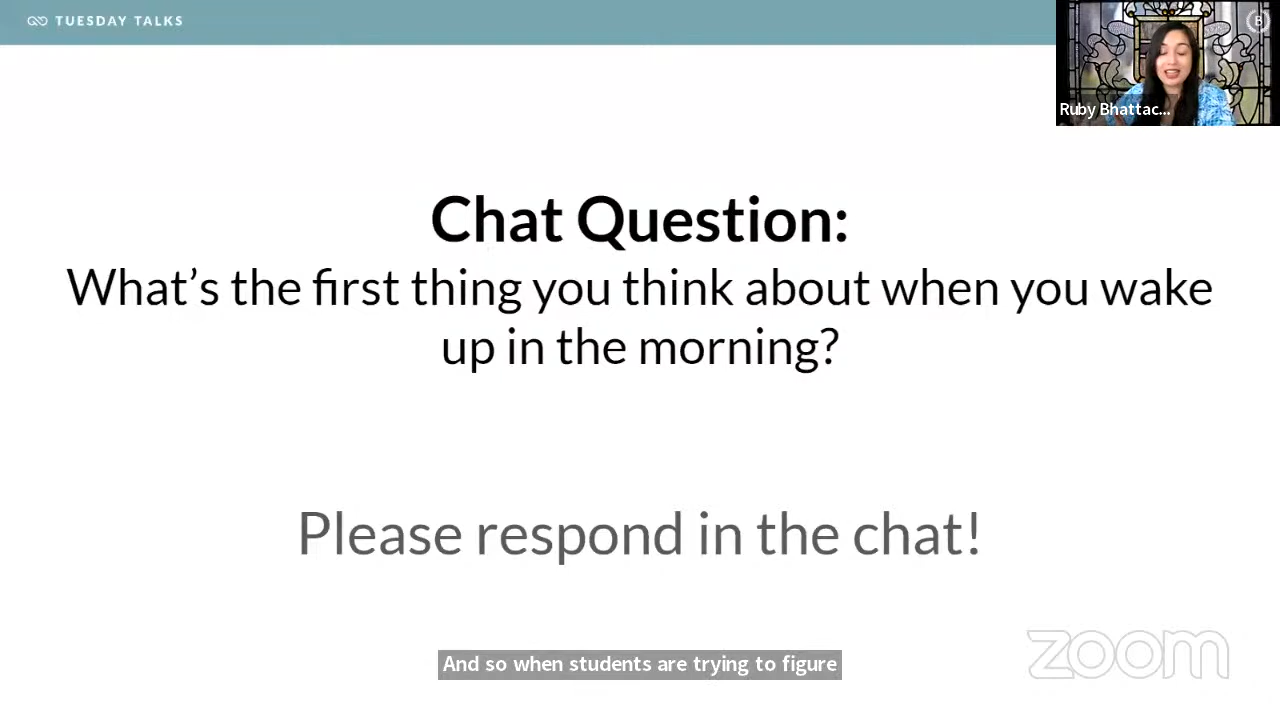 TUESDAY TALKS
B
Ruby Bhattac...
Chat Question:
What's the first thing you think about when you wake
up in the morning?
Please respond in the chat!
And so when students are trying to figure
zoom